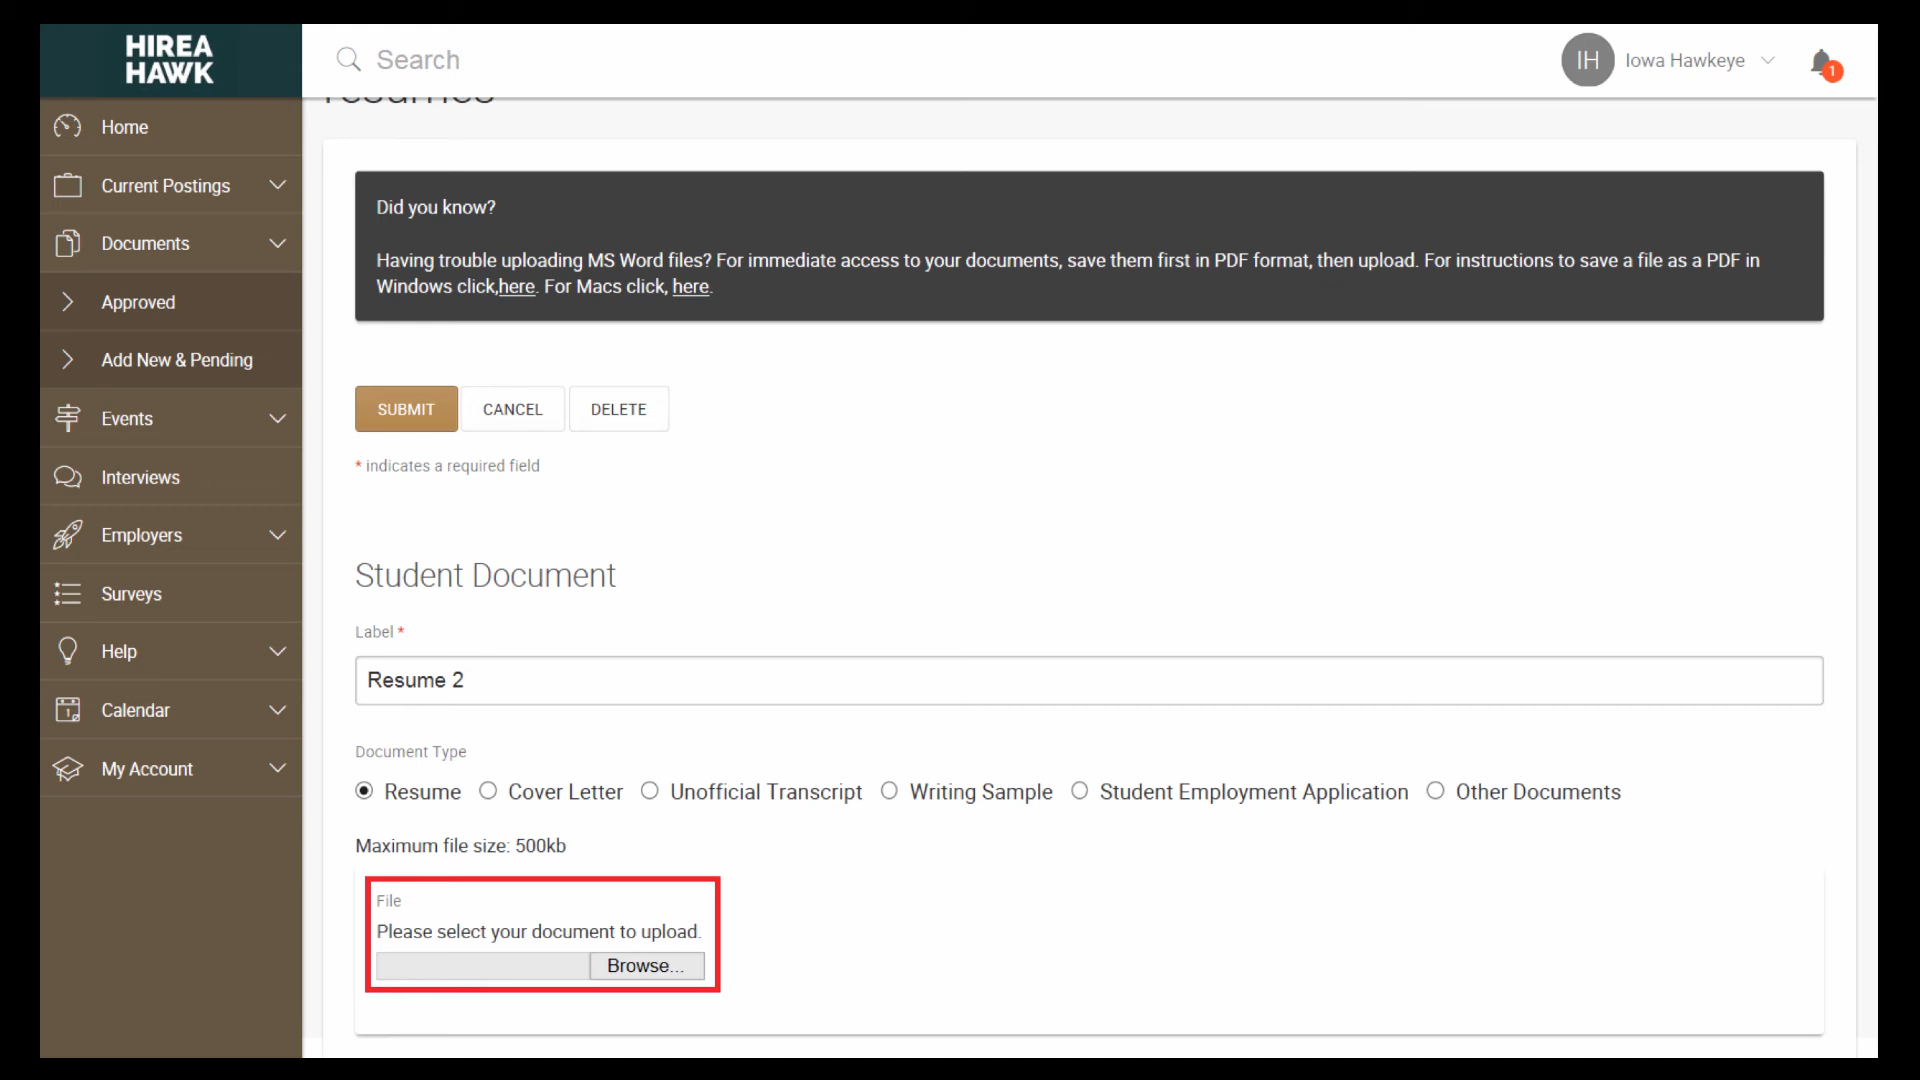 HIREA
HAWK
Search
IH
Iowa Hawkeye
1
resumes
Home
Current Postings
Documents
Approved
Add New & Pending
Events
Interviews
Employers
Surveys
Help
Calendar
My Account
Did you know?
Having trouble uploading MS Word files? For immediate access to your documents, save them first in PDF format, then upload. For instructions to save a file as a PDF in
Windows click,here. For Macs click, here.
SUBMIT
CANCEL
DELETE
* indicates a required field
Student Document
Label *
Resume 2
Document Type
Resume
Cover Letter
Unofficial Transcript
Writing Sample
Student Employment Application
Other Documents
Maximum file size: 500kb
File
Please select your document to upload.
Browse...